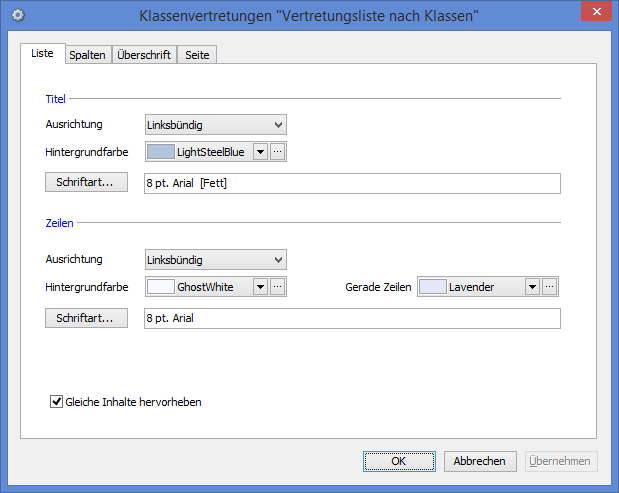 Klassenvertretungen "Vertretungsliste nach Klassen"
Liste Spalten Überschrift Seite
Titel
Ausrichtung Linksbündig
Hintergrundfarbe LightSteelBlue ...
Schriftart... 8 pt. Arial [Fett]
Zeilen
Ausrichtung Linksbündig
Hintergrundfarbe GhostWhite ... Gerade Zeilen Lavender ...
Schriftart... 8 pt. Arial
Gleiche Inhalte hervorheben
OK Abbrechen Übernehmen